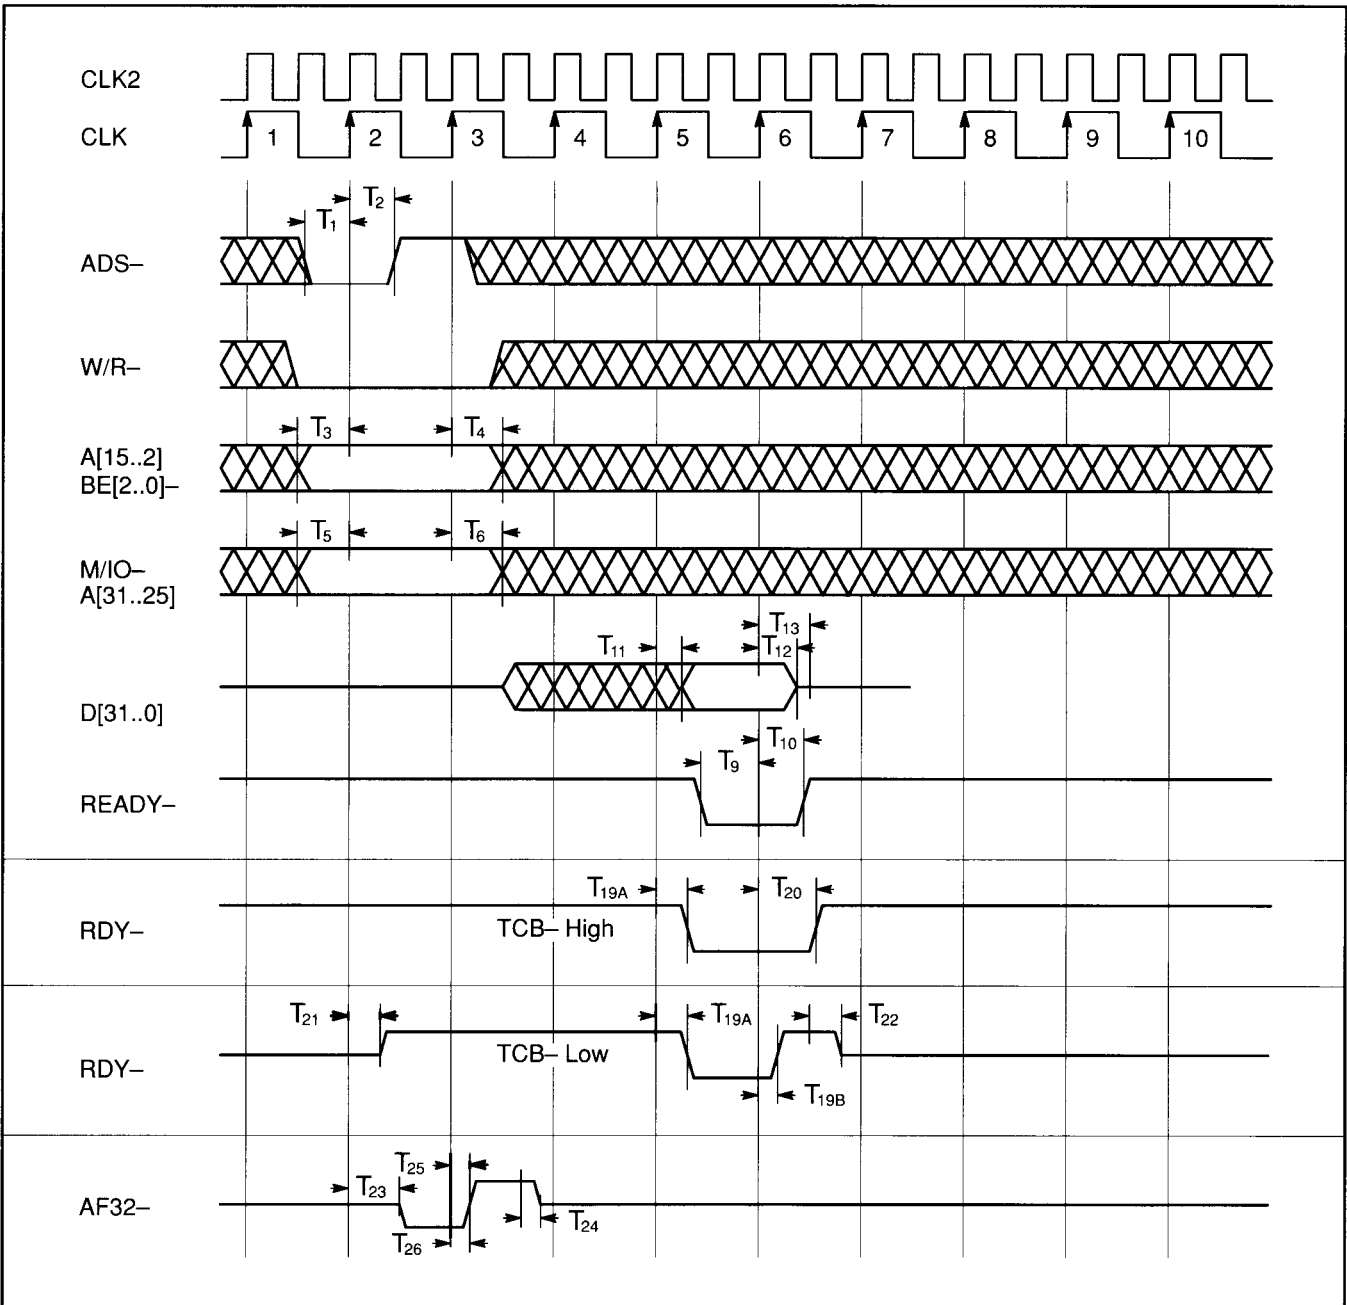 CLK2
CLK
1 2 3 4 5 6 7 8 9 10
T2
T1
ADS–
W/R–
T3 T4
A[15..2]
BE[2..0]–
T5 T6
M/IO–
A[31..25]
T13
T11 T12
D[31..0]
T10
T9
READY–
T19A T20
TCB– High
RDY–
T21 T19A T22
TCB– Low
RDY–
T19B
T25
T23
AF32–
T24
T26